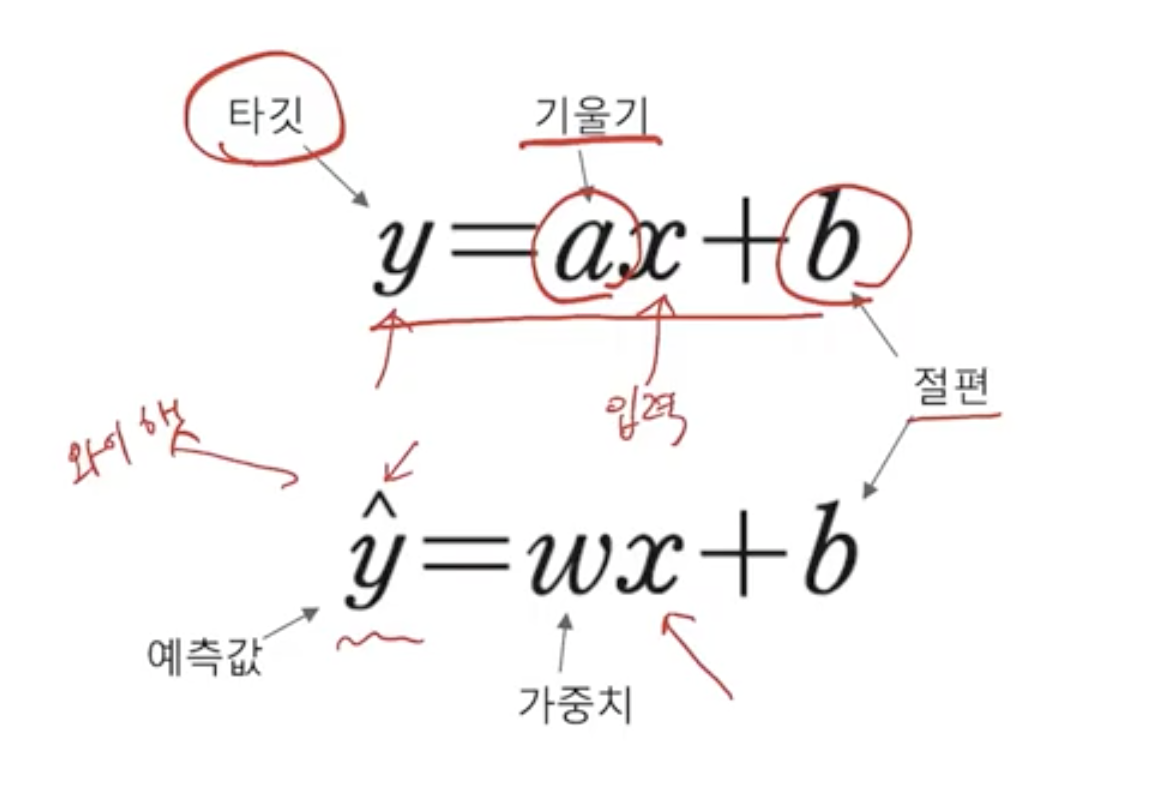 타깃 기울기
y = ax + b
입력
절편
와이 햇
ŷ = wx + b
예측값
가중치